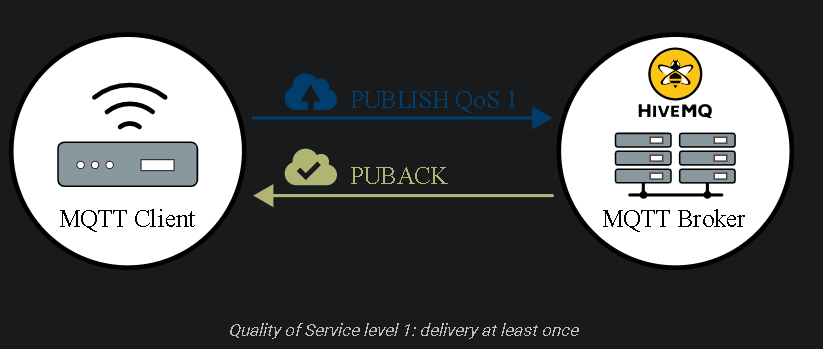 HIVEMQ
PUBLISH QoS 1
PUBACK
MQTT Client
MQTT Broker
Quality of Service level 1: delivery at least once